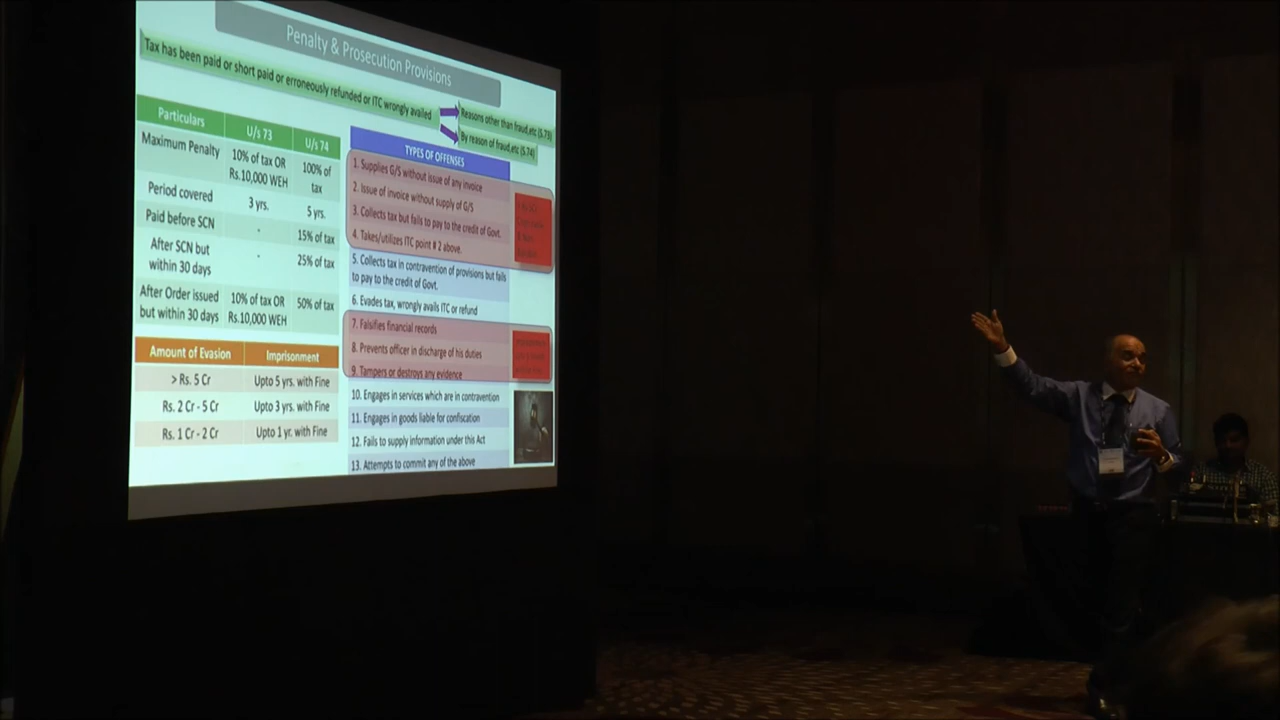 Penalty & Prosecution Provisions
Tax has been paid or short paid or erroneously refunded or ITC wrongly availed
Reasons other than fraud,etc (S.73)
By reason of fraud,etc (S.74)
Particulars U/s 73 U/s 74
Maximum Penalty 10% of tax OR 100% of
Rs.10,000 WEH tax
Period covered 3 yrs. 5 yrs.
Paid before SCN - 15% of tax
After SCN but - 25% of tax
within 30 days
After Order issued 10% of tax OR 50% of tax
but within 30 days Rs.10,000 WEH
Amount of Evasion Imprisonment
> Rs. 5 Cr Upto 5 yrs. with Fine
Rs. 2 Cr - 5 Cr Upto 3 yrs. with Fine
Rs. 1 Cr - 2 Cr Upto 1 yr. with Fine
TYPES OF OFFENSES
1. Supplies G/S without issue of any invoice
2. Issue of invoice without supply of G/S
3. Collects tax but fails to pay to the credit of Govt.
4. Takes/utilizes ITC point # 2 above.
5. Collects tax in contravention of provisions but fails
to pay to the credit of Govt.
6. Evades tax, wrongly avails ITC or refund
7. Falsifies financial records
8. Prevents officer in discharge of his duties
9. Tampers or destroys any evidence
10. Engages in services which are in contravention
11. Engages in goods liable for confiscation
12. Fails to supply information under this Act
13. Attempts to commit any of the above